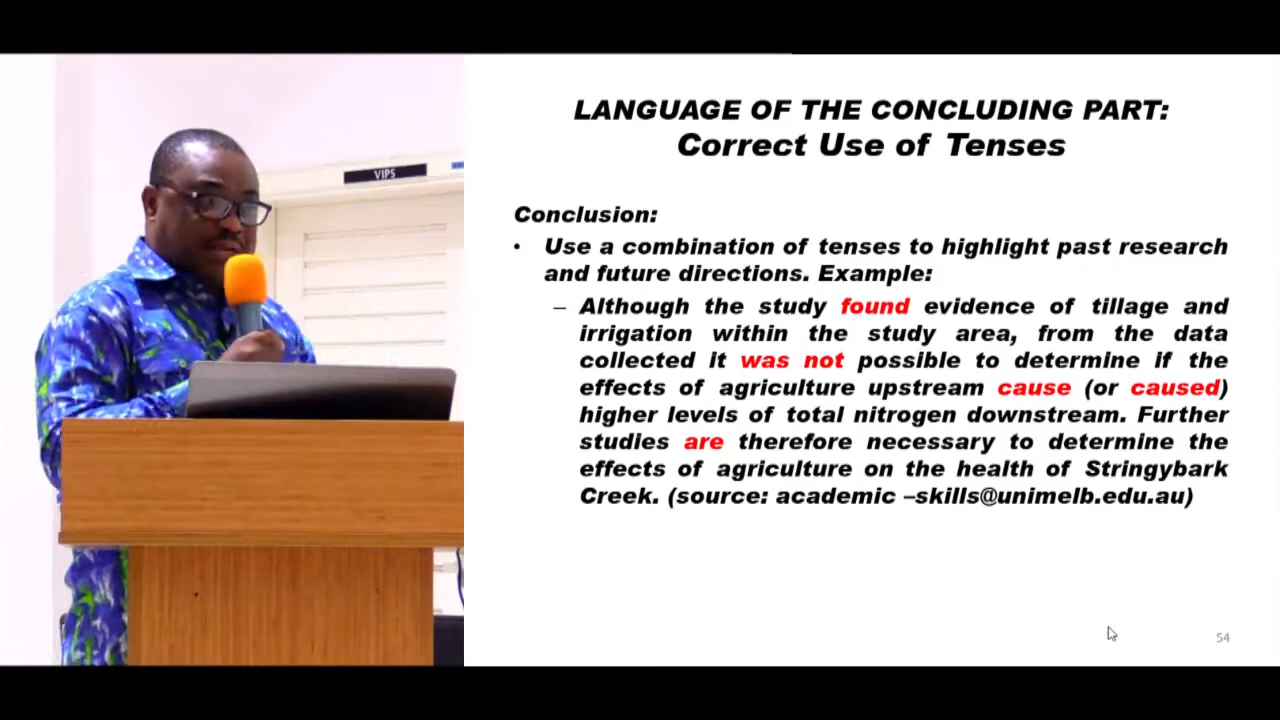 VIPS
LANGUAGE OF THE CONCLUDING PART:
Correct Use of Tenses
Conclusion:
• Use a combination of tenses to highlight past research
and future directions. Example:
– Although the study found evidence of tillage and
irrigation within the study area, from the data
collected it was not possible to determine if the
effects of agriculture upstream cause (or caused)
higher levels of total nitrogen downstream. Further
studies are therefore necessary to determine the
effects of agriculture on the health of Stringybark
Creek. (source: academic –skills@unimelb.edu.au)
54